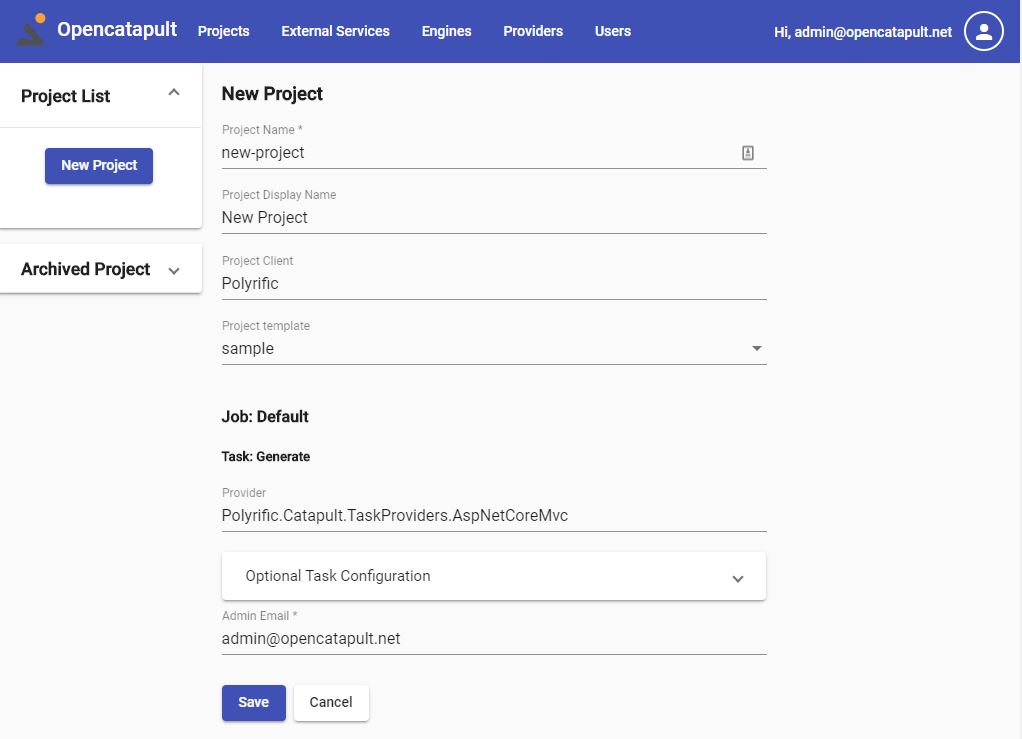 Opencatapult
Projects
External Services
Engines
Providers
Users
Hi, admin@opencatapult.net
Project List
New Project
Archived Project
New Project
Project Name *
new-project
Project Display Name
New Project
Project Client
Polyrific
Project template
sample
Job: Default
Task: Generate
Provider
Polyrific.Catapult.TaskProviders.AspNetCoreMvc
Optional Task Configuration
Admin Email *
admin@opencatapult.net
Save
Cancel